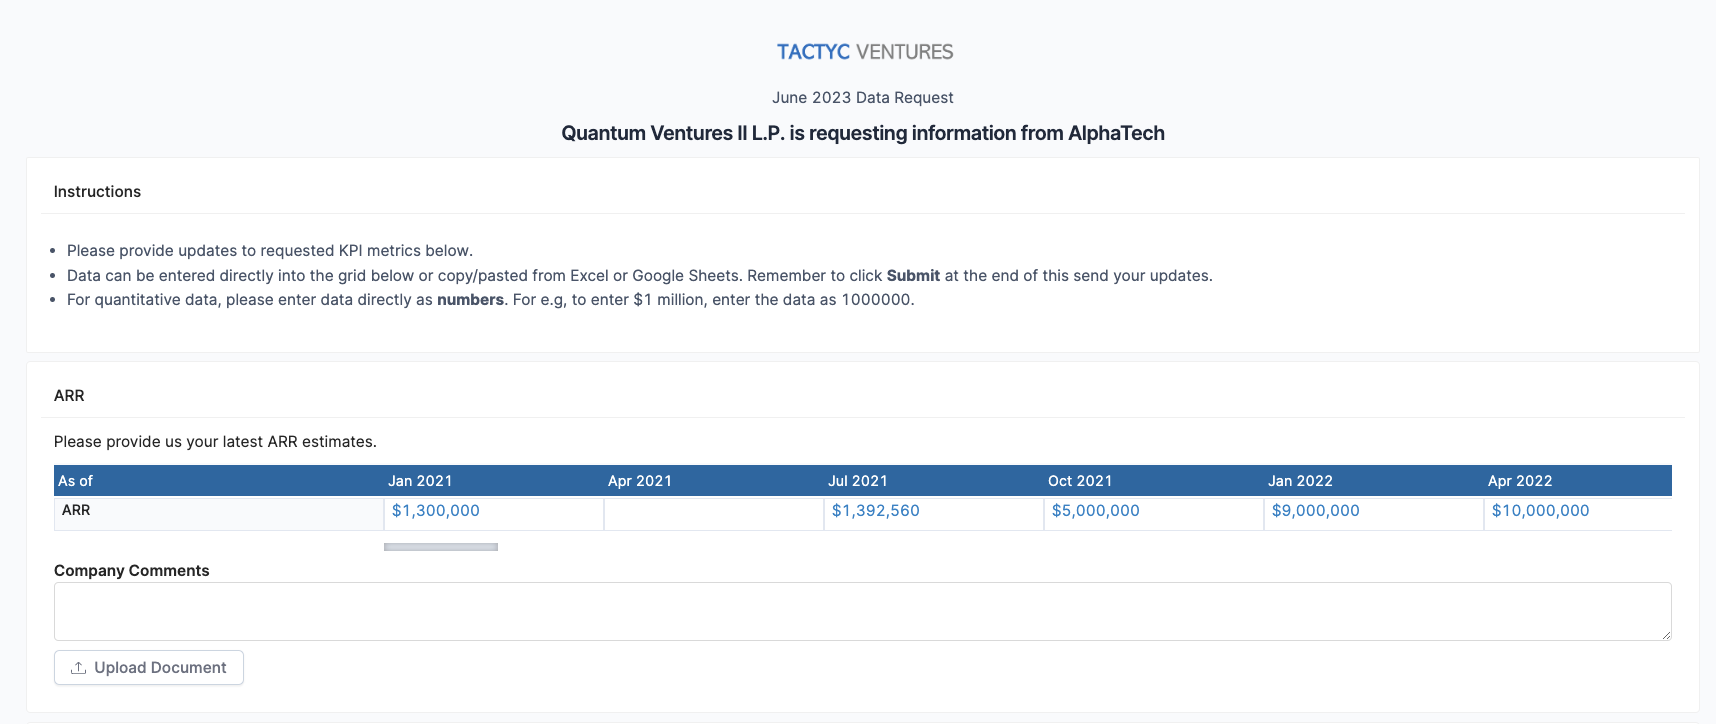 TACTYC VENTURES
June 2023 Data Request
Quantum Ventures II L.P. is requesting information from AlphaTech
Instructions
• Please provide updates to requested KPI metrics below.
• Data can be entered directly into the grid below or copy/pasted from Excel or Google Sheets. Remember to click Submit at the end of this send your updates.
• For quantitative data, please enter data directly as numbers. For e.g, to enter $1 million, enter the data as 1000000.
ARR
Please provide us your latest ARR estimates.
As of Jan 2021 Apr 2021 Jul 2021 Oct 2021 Jan 2022 Apr 2022
ARR $1,300,000 $1,392,560 $5,000,000 $9,000,000 $10,000,000
Company Comments
Upload Document